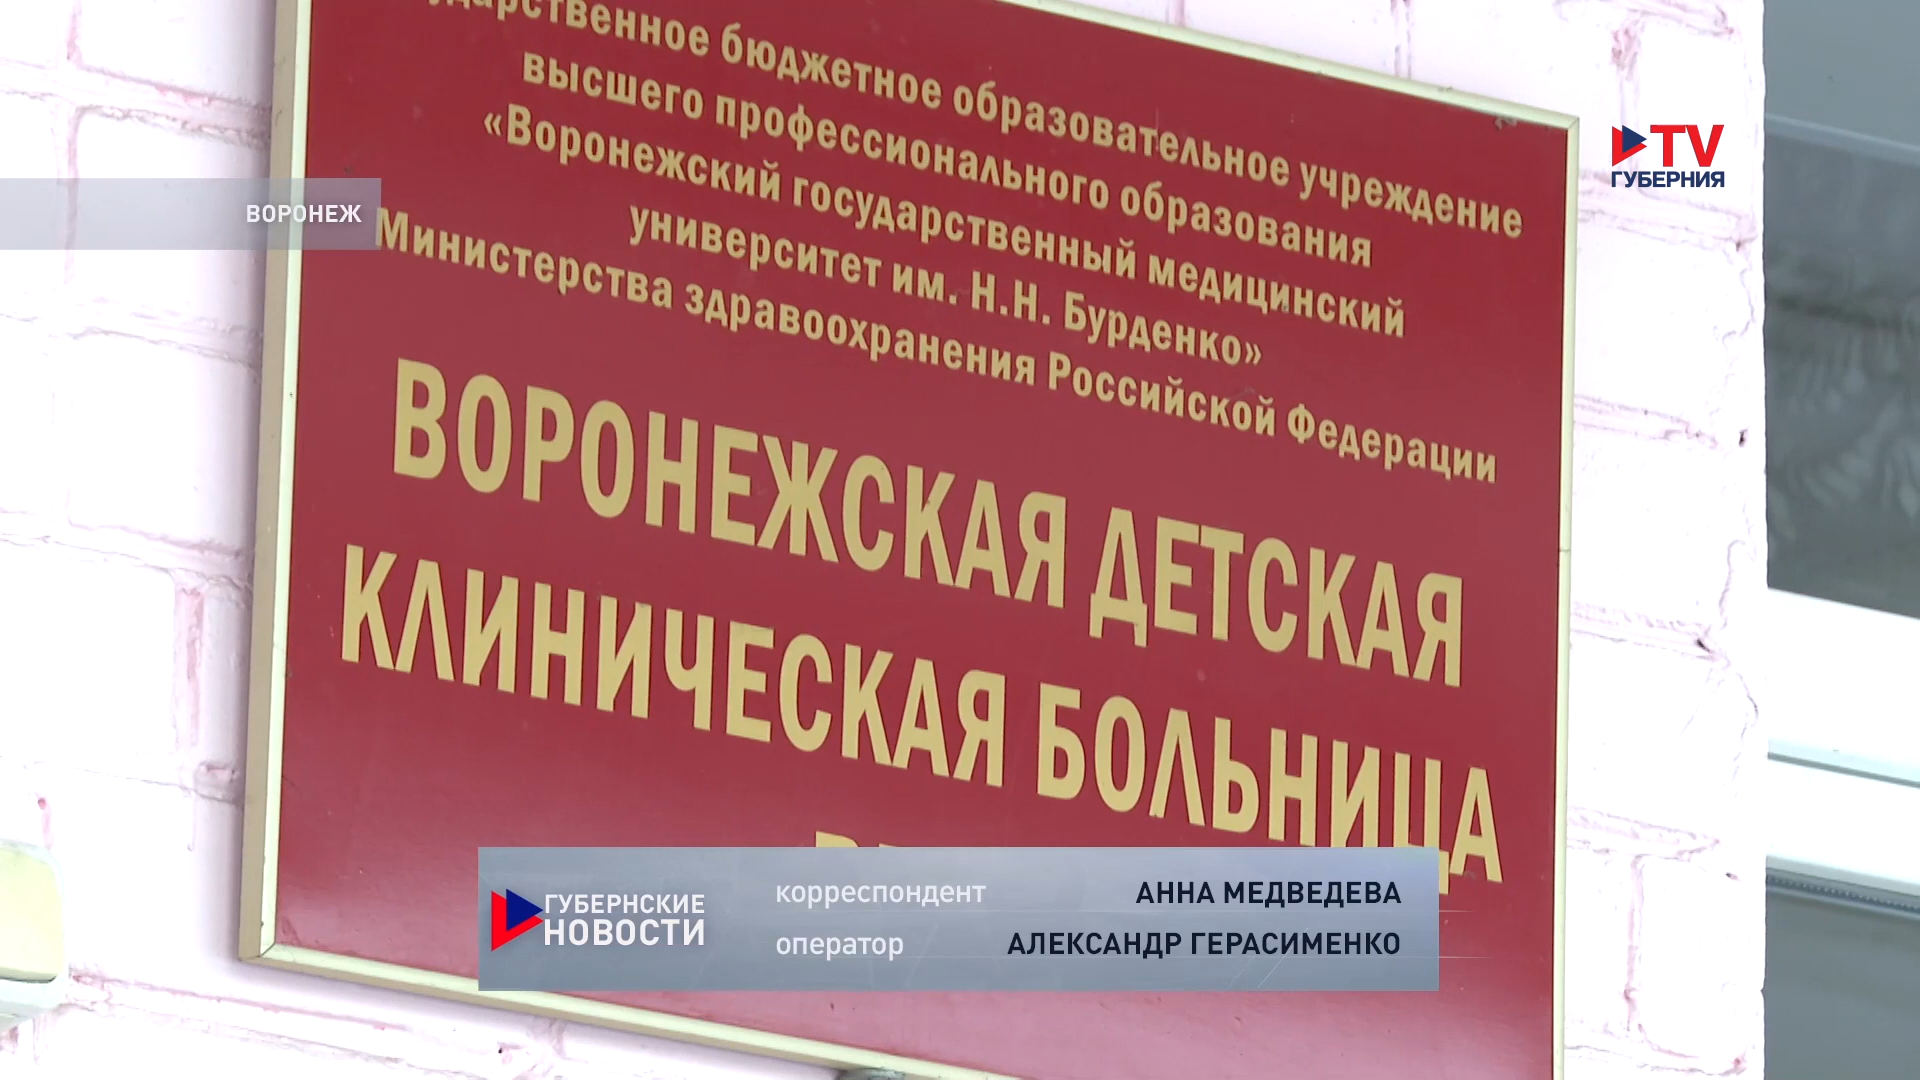 государственное бюджетное образовательное учреждение
высшего профессионального образования
«Воронежский государственный медицинский
университет им. Н.Н. Бурденко»
Министерства здравоохранения Российской Федерации
ВОРОНЕЖСКАЯ ДЕТСКАЯ
КЛИНИЧЕСКАЯ БОЛЬНИЦА
ВОРОНЕЖ
TV
ГУБЕРНИЯ
ГУБЕРНСКИЕ
НОВОСТИ
корреспондент АННА МЕДВЕДЕВА
оператор АЛЕКСАНДР ГЕРАСИМЕНКО